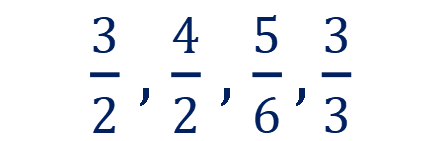 3/2 , 4/2 , 5/6 , 3/3